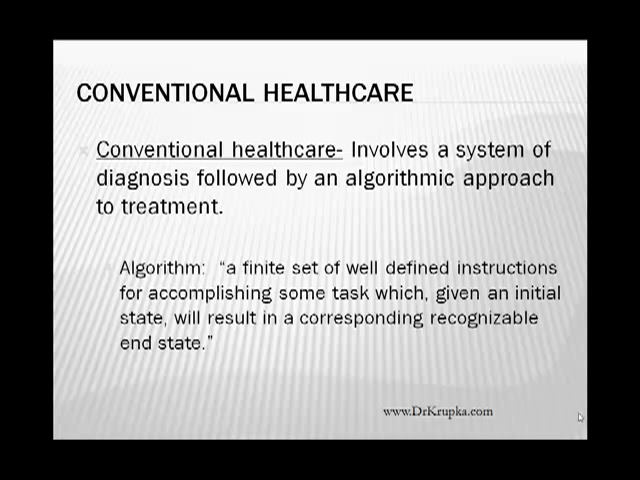 CONVENTIONAL HEALTHCARE
Conventional healthcare- Involves a system of
diagnosis followed by an algorithmic approach
to treatment.
Algorithm: “a finite set of well defined instructions
for accomplishing some task which, given an initial
state, will result in a corresponding recognizable
end state.”
www.DrKrupka.com